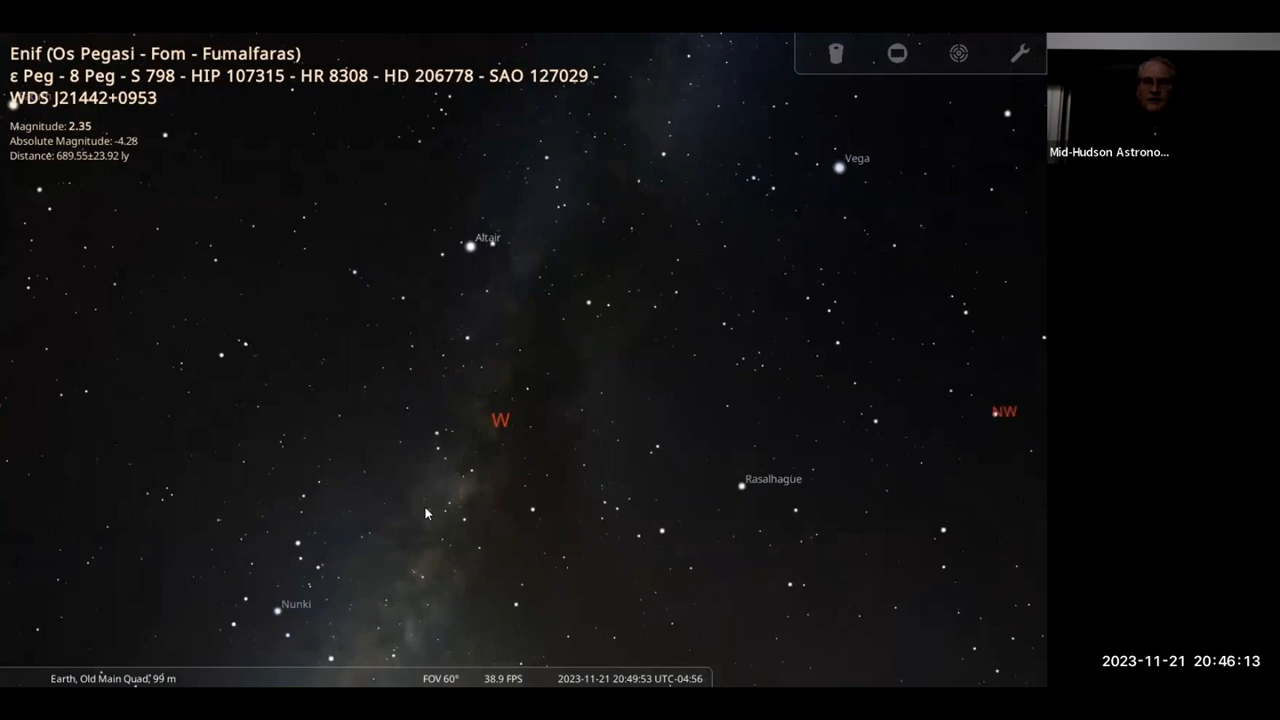 Enif (Os Pegasi - Fom - Fumalfaras)
ε Peg - 8 Peg - S 798 - HIP 107315 - HR 8308 - HD 206778 - SAO 127029 -
WDS J21442+0953
Magnitude: 2.35
Absolute Magnitude: -4.28
Distance: 689.55±23.92 ly
Mid-Hudson Astrono...
Vega
Altair
W
NW
Rasalhague
Nunki
Earth, Old Main Quad, 99 m
FOV 60°
38.9 FPS
2023-11-21 20:49:53 UTC-04:56
2023-11-21 20:46:13